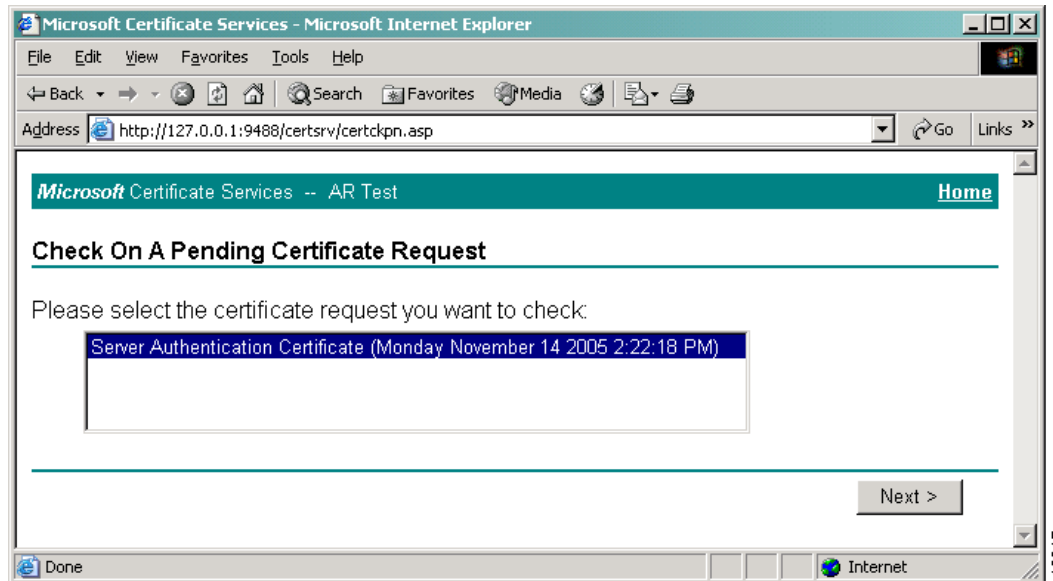 Microsoft Certificate Services - Microsoft Internet Explorer
File Edit View Favorites Tools Help
Back Search Favorites Media
Address http://127.0.0.1:9488/certsrv/certckpn.asp Go Links »
Microsoft Certificate Services -- AR Test Home
Check On A Pending Certificate Request
Please select the certificate request you want to check:
Server Authentication Certificate (Monday November 14 2005 2:22:18 PM)
Next >
Done Internet